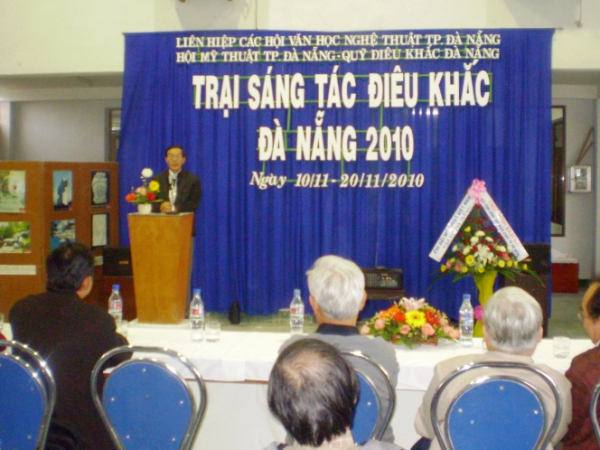 LIÊN HIỆP CÁC HỘI VĂN HỌC NGHỆ THUẬT TP. ĐÀ NẴNG
HỘI MỸ THUẬT TP. ĐÀ NẴNG - QUỸ ĐIÊU KHẮC ĐÀ NẴNG
TRẠI SÁNG TÁC ĐIÊU KHẮC
ĐÀ NẴNG 2010
Ngày 10/11 - 20/11/2010